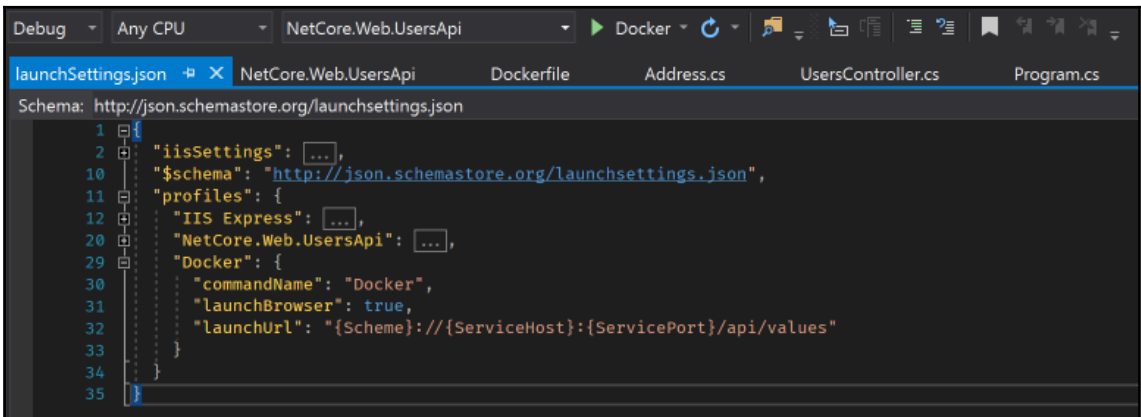 Debug Any CPU NetCore.Web.UsersApi Docker
launchSettings.json NetCore.Web.UsersApi Dockerfile Address.cs UsersController.cs Program.cs
Schema: http://json.schemastore.org/launchsettings.json
1 {
2 "iisSettings": ...,
10 "$schema": "http://json.schemastore.org/launchsettings.json",
11 "profiles": {
12 "IIS Express": ...,
20 "NetCore.Web.UsersApi": ...,
29 "Docker": {
30 "commandName": "Docker",
31 "launchBrowser": true,
32 "launchUrl": "{Scheme}://{ServiceHost}:{ServicePort}/api/values"
33 }
34 }
35 }